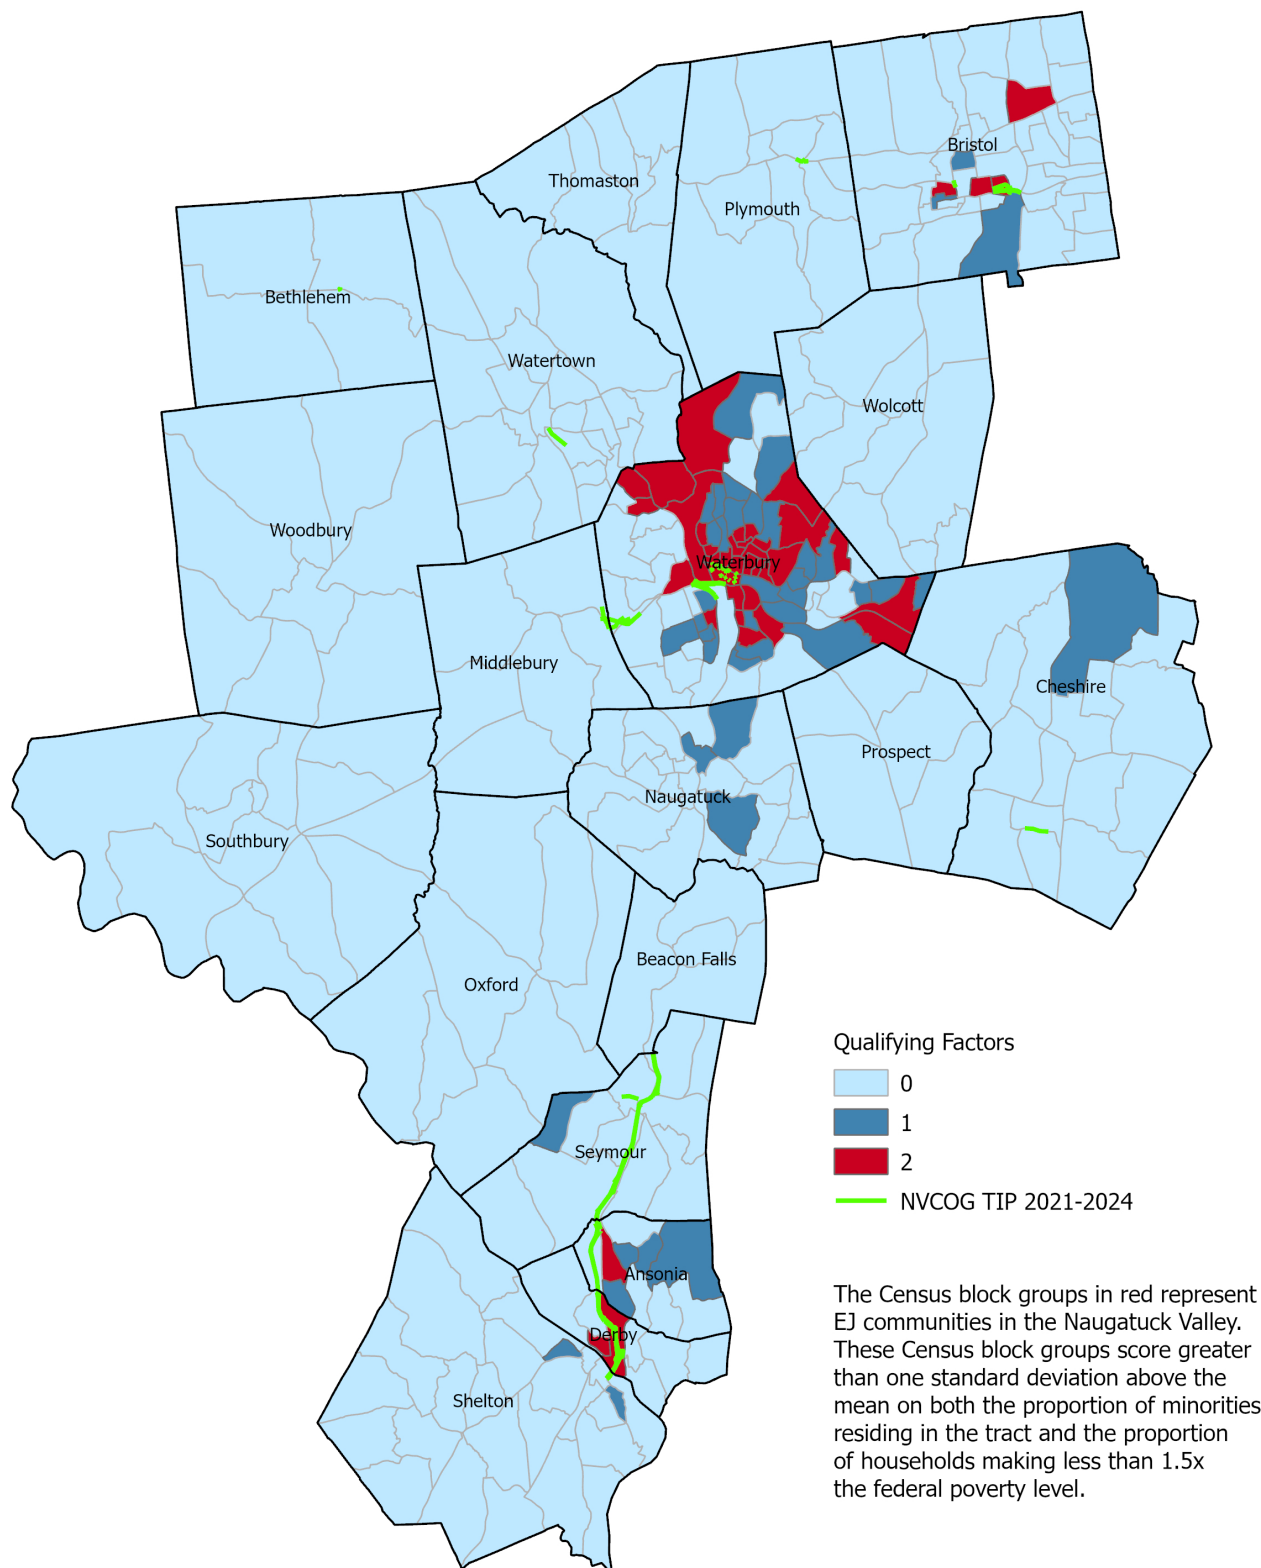 Bristol
Thomaston
Plymouth
Bethlehem
Watertown
Wolcott
Woodbury
Waterbury
Middlebury
Cheshire
Prospect
Naugatuck
Southbury
Beacon Falls
Oxford
Qualifying Factors
0
1
2
NVCOG TIP 2021-2024
Seymour
Ansonia
Derby
Shelton
The Census block groups in red represent
EJ communities in the Naugatuck Valley.
These Census block groups score greater
than one standard deviation above the
mean on both the proportion of minorities
residing in the tract and the proportion
of households making less than 1.5x
the federal poverty level.